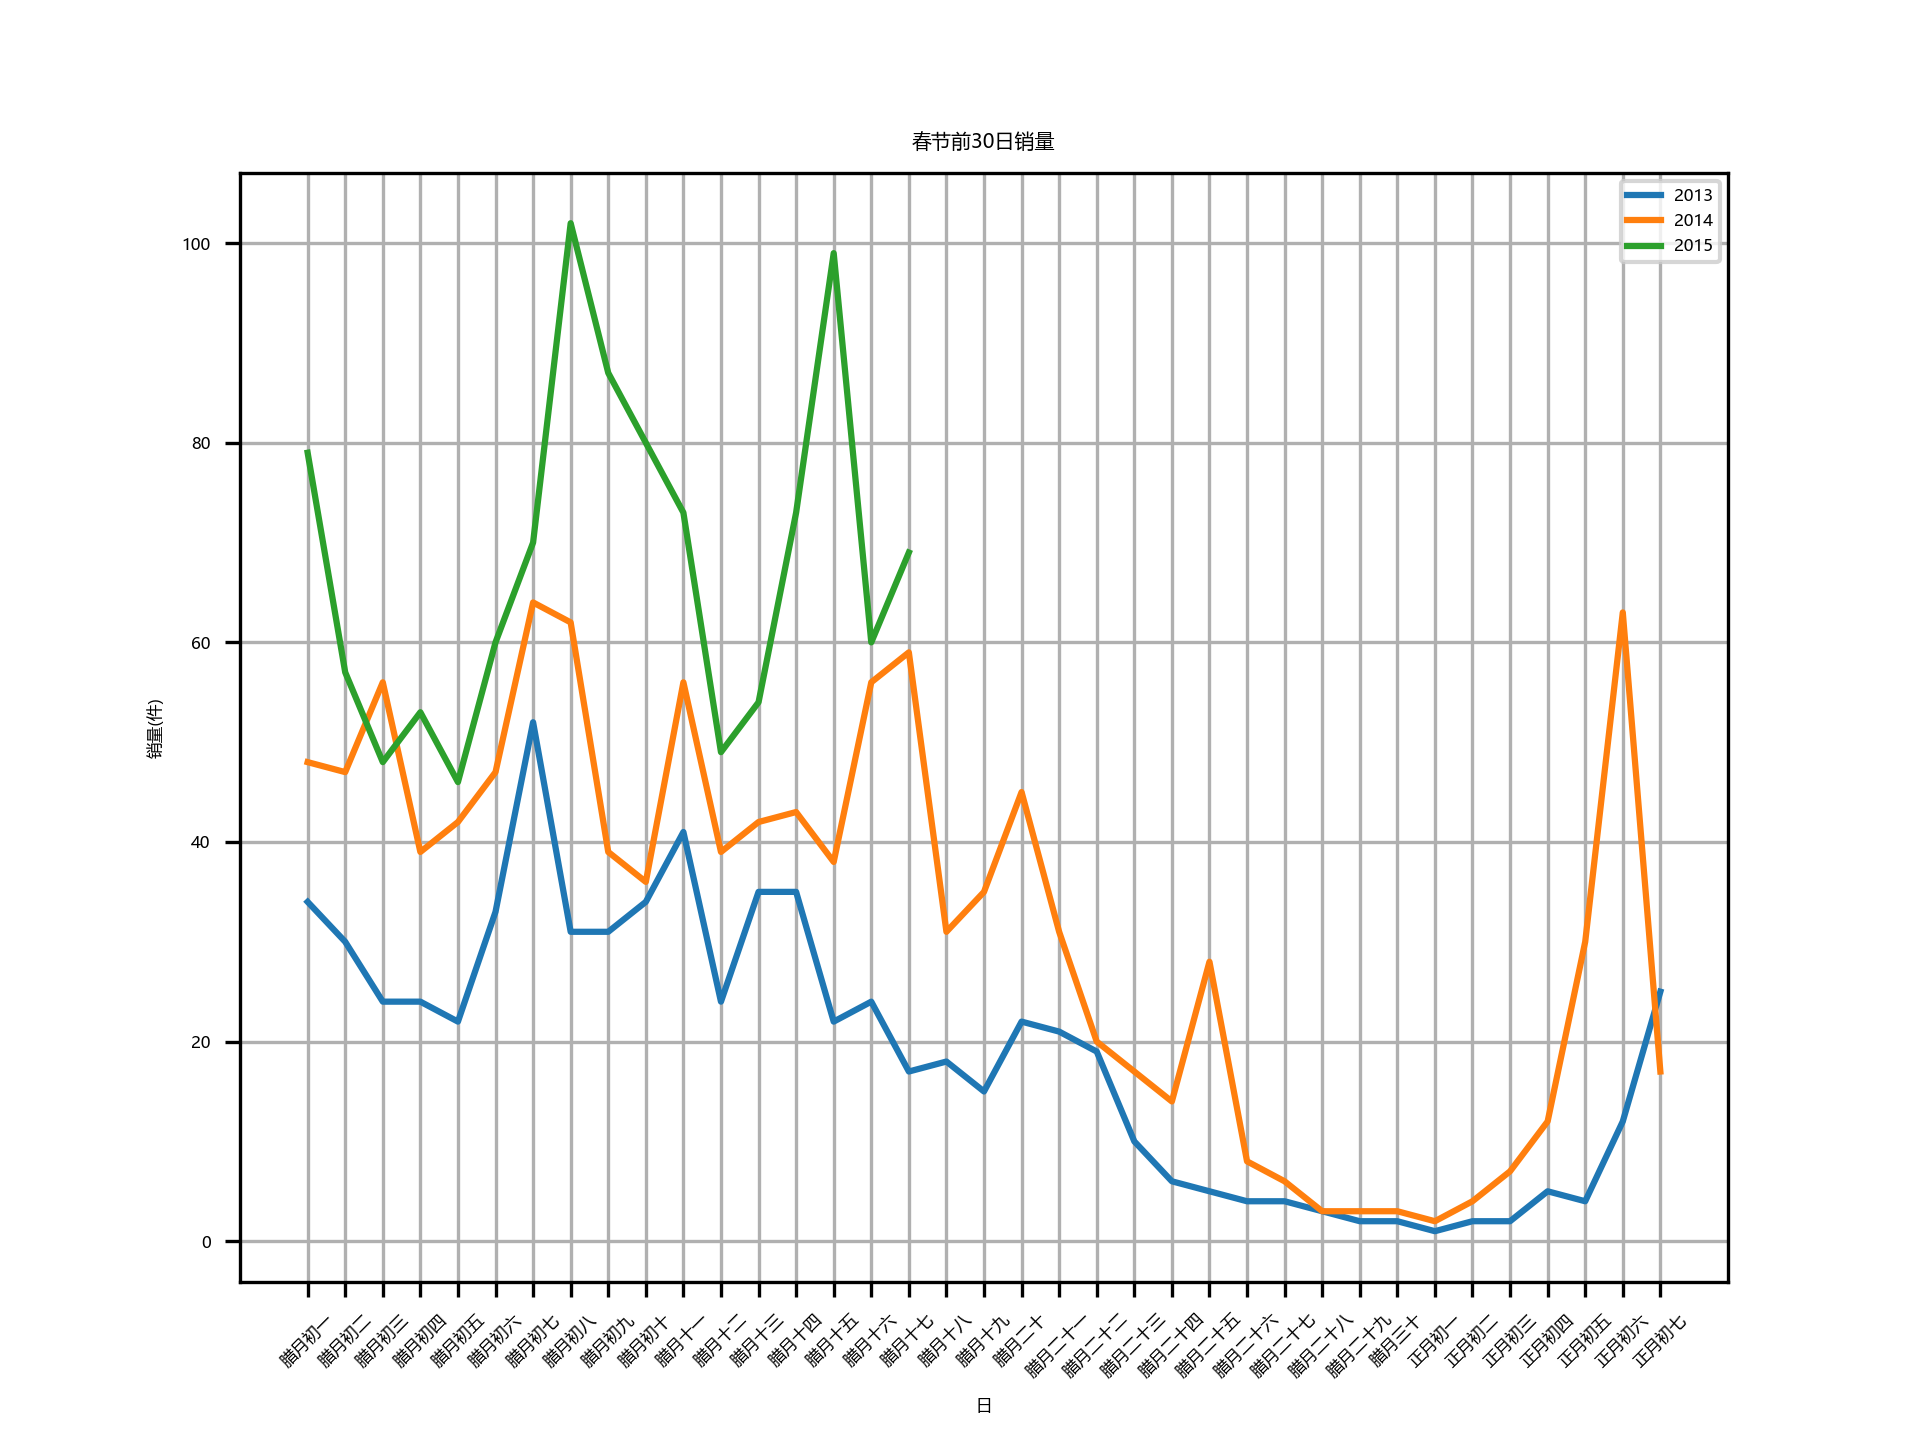 春节前30日销量
2013
2014
2015
100
80
60
40
20
0
销量(件)
腊月初一
腊月初二
腊月初三
腊月初四
腊月初五
腊月初六
腊月初七
腊月初八
腊月初九
腊月初十
腊月十一
腊月十二
腊月十三
腊月十四
腊月十五
腊月十六
腊月十七
腊月十八
腊月十九
腊月二十
腊月二十一
腊月二十二
腊月二十三
腊月二十四
腊月二十五
腊月二十六
腊月二十七
腊月二十八
腊月二十九
腊月三十
正月初一
正月初二
正月初三
正月初四
正月初五
正月初六
正月初七
日